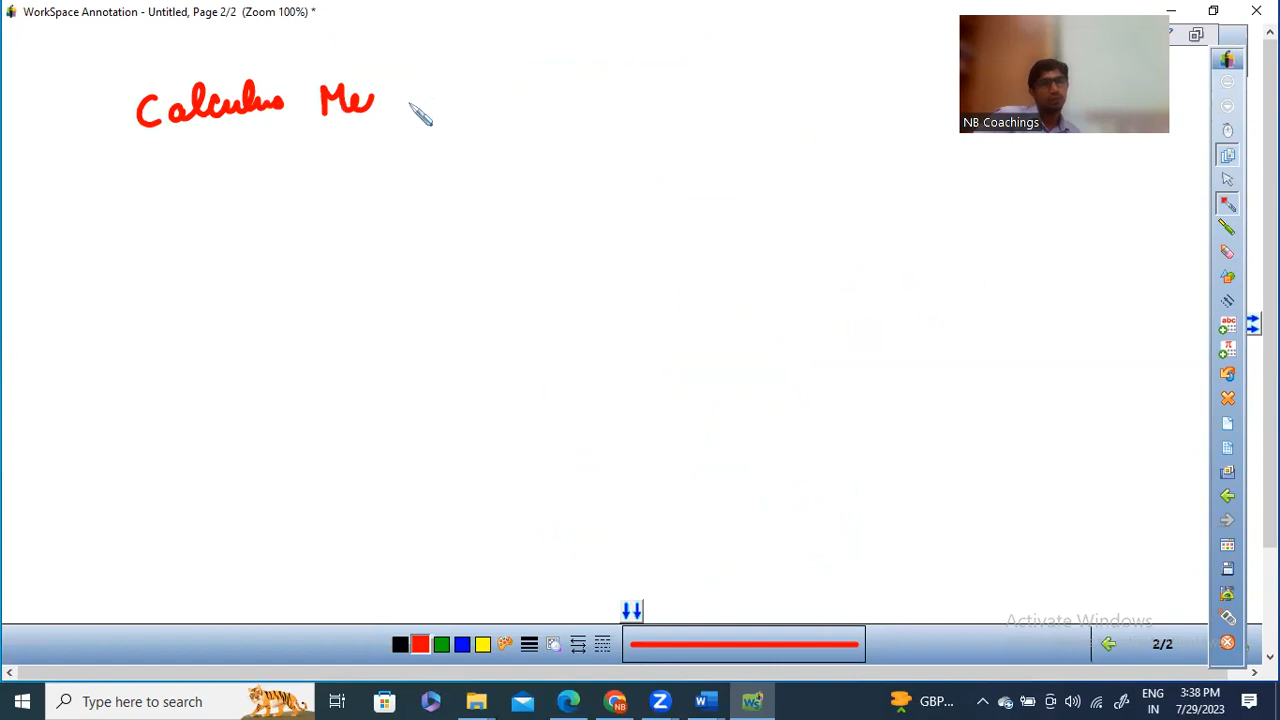 WorkSpace Annotation - Untitled, Page 2/2 (Zoom 100%) *
Calculus Me
NB Coachings
abc
π
Activate Windows
2/2
Type here to search
GBP...
ENG
IN
3:38 PM
7/29/2023